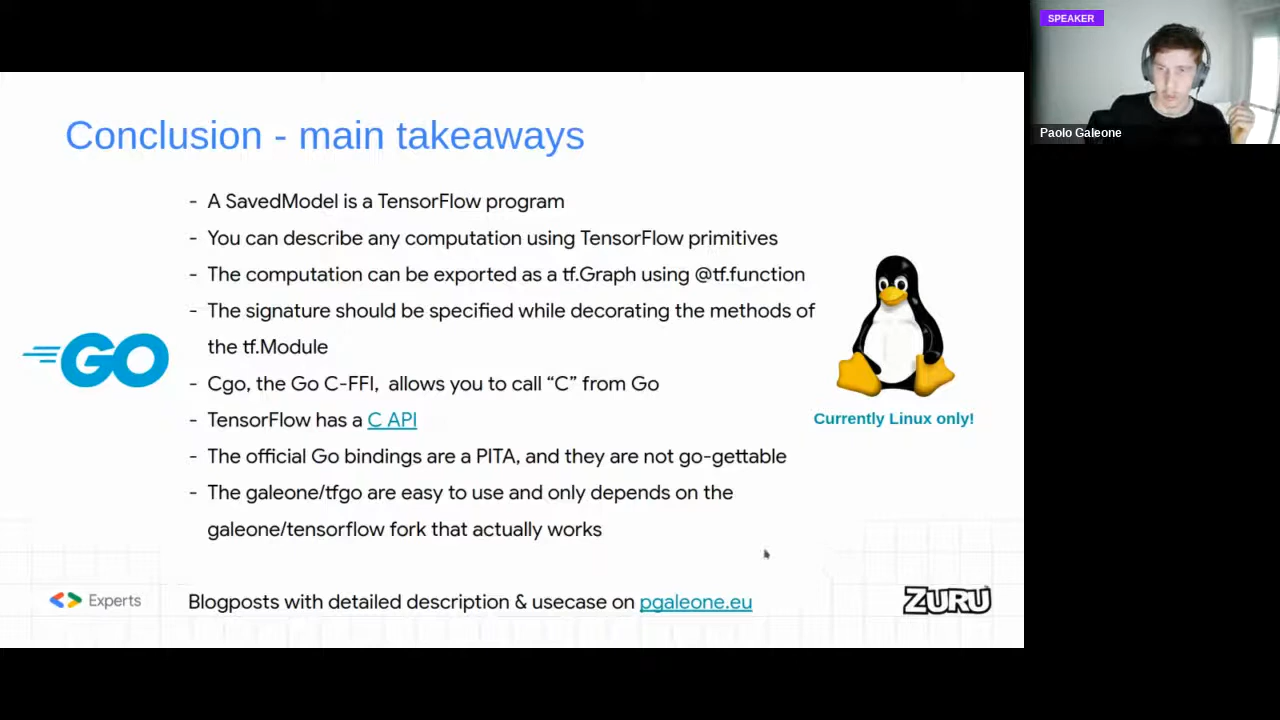 SPEAKER
Paolo Galeone
Conclusion - main takeaways
- A SavedModel is a TensorFlow program
- You can describe any computation using TensorFlow primitives
- The computation can be exported as a tf.Graph using @tf.function
- The signature should be specified while decorating the methods of
the tf.Module
- Cgo, the Go C-FFI,  allows you to call “C” from Go
- TensorFlow has a C API
- The official Go bindings are a PITA, and they are not go-gettable
- The galeone/tfgo are easy to use and only depends on the
galeone/tensorflow fork that actually works
GO
Currently Linux only!
Experts
Blogposts with detailed description & usecase on pgaleone.eu
ZURU